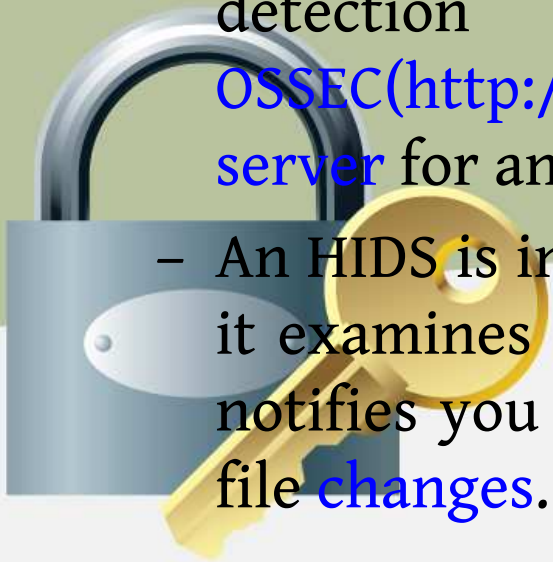 detection
OSSEC(http:/
server for an
– An HIDS is in
it examines
notifies you
file changes.